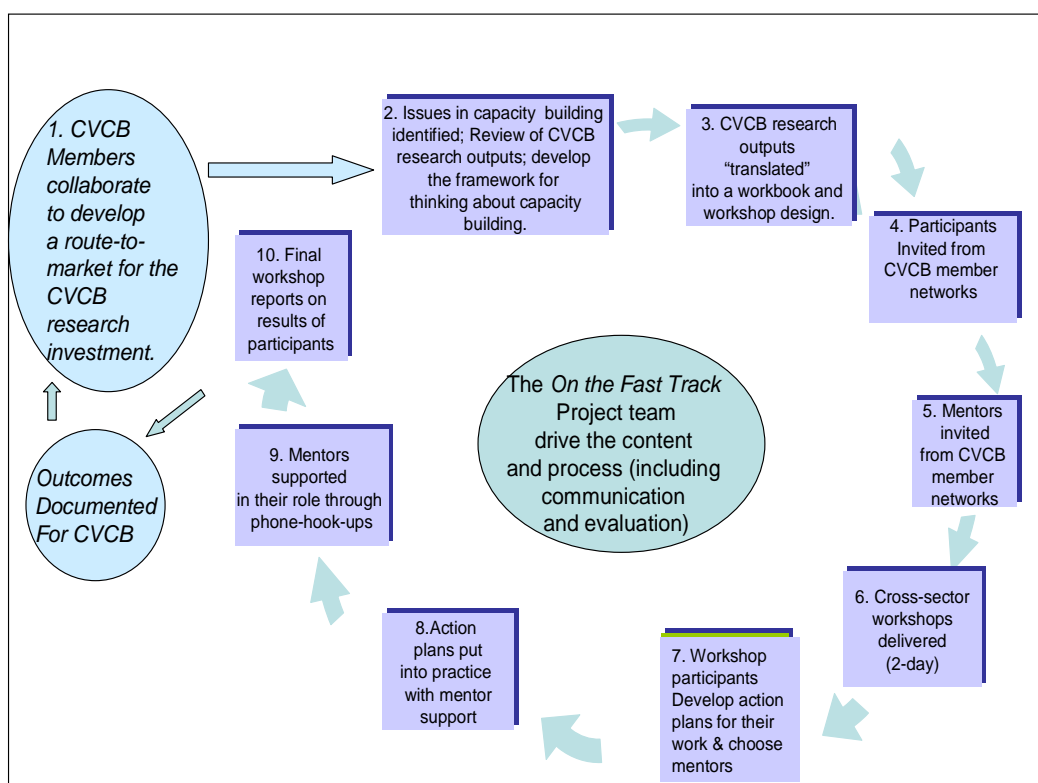 1. CVCB
Members
collaborate
to develop
a route-to-
market for the
CVCB
research
investment.
2. Issues in capacity building
identified; Review of CVCB
research outputs; develop
the framework for
thinking about capacity
building.
3. CVCB research
outputs
“translated”
into a workbook and
workshop design.
4. Participants
Invited from
CVCB member
networks
5. Mentors
invited
from CVCB
member
networks
6. Cross-sector
workshops
delivered
(2-day)
7. Workshop
participants
Develop action
plans for their
work & choose
mentors
8.Action
plans put
into practice
with mentor
support
9. Mentors
supported
in their role through
phone-hook-ups
10. Final
workshop
reports on
results of
participants
Outcomes
Documented
For CVCB
The On the Fast Track
Project team
drive the content
and process (including
communication
and evaluation)